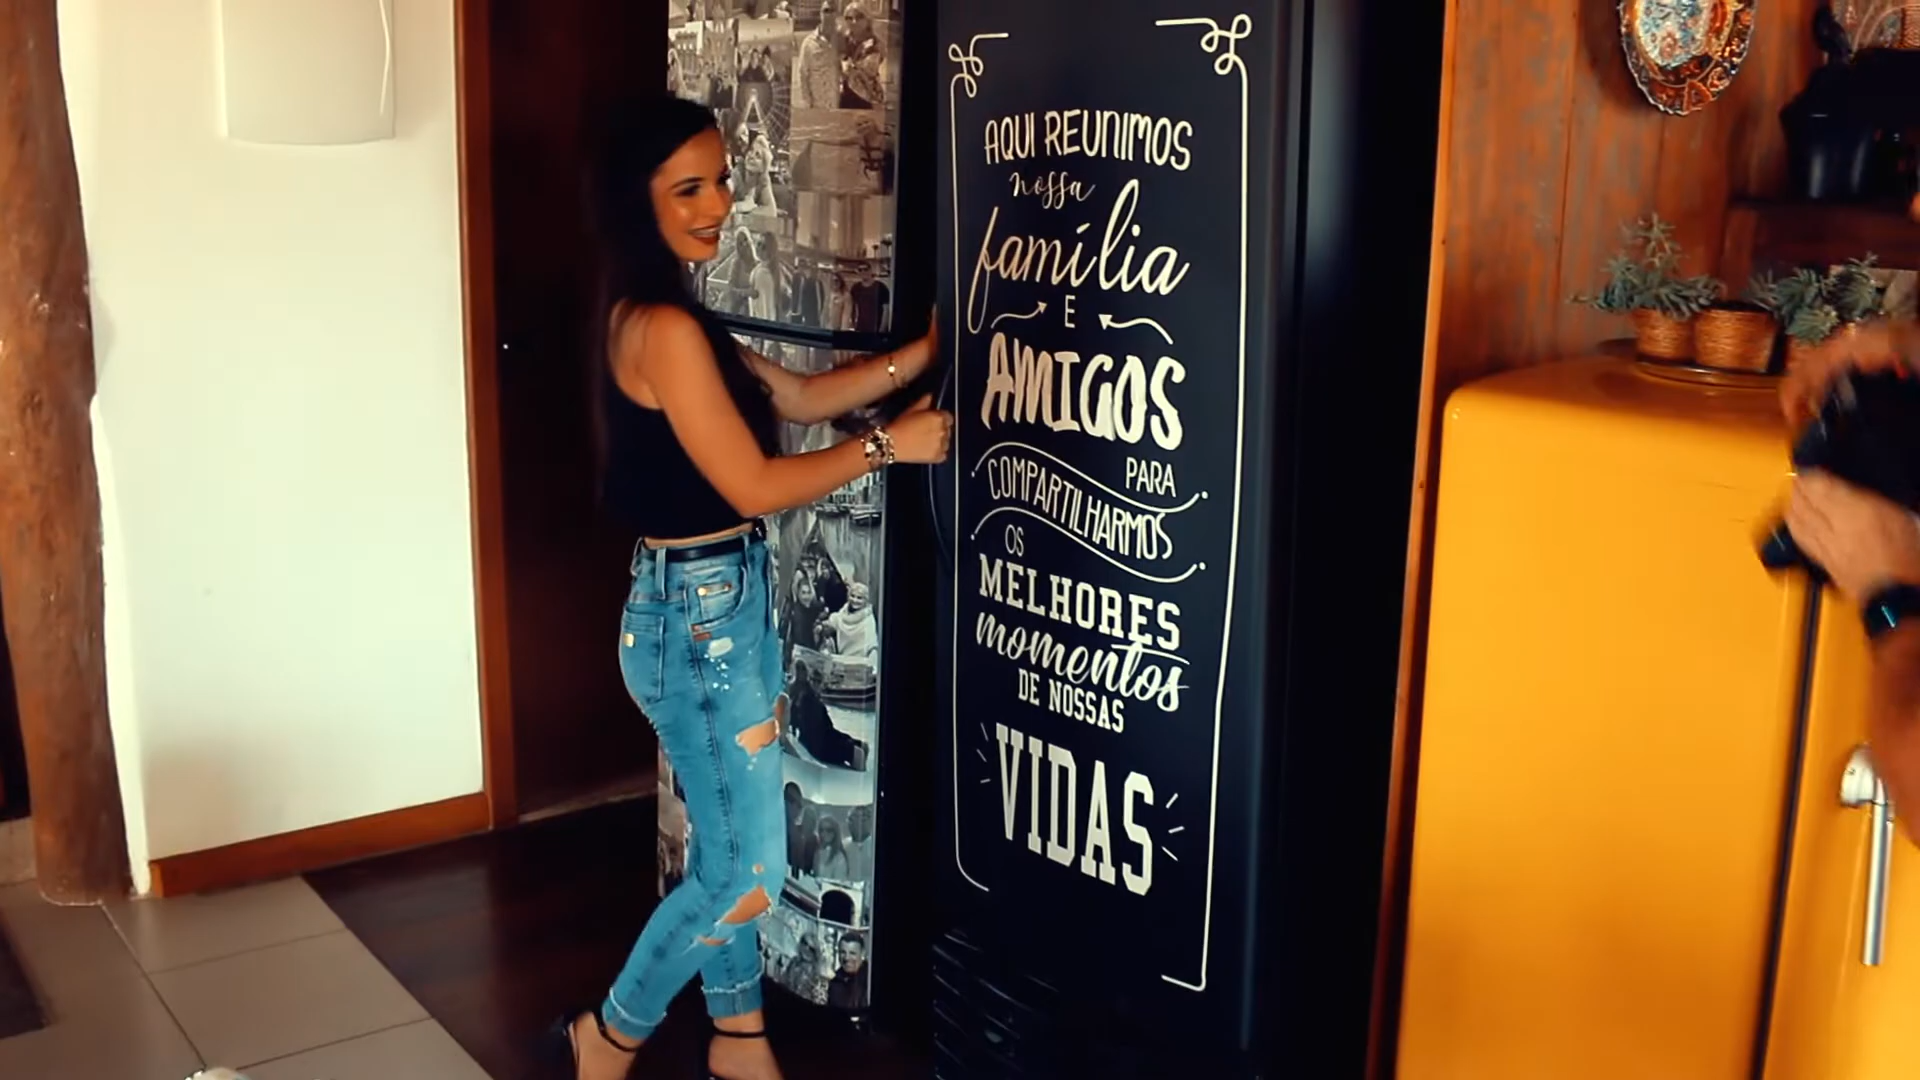 AQUI REUNIMOS
nossa
família
E
AMIGOS
PARA
COMPARTILHARMOS
OS
MELHORES
momentos
DE NOSSAS
VIDAS